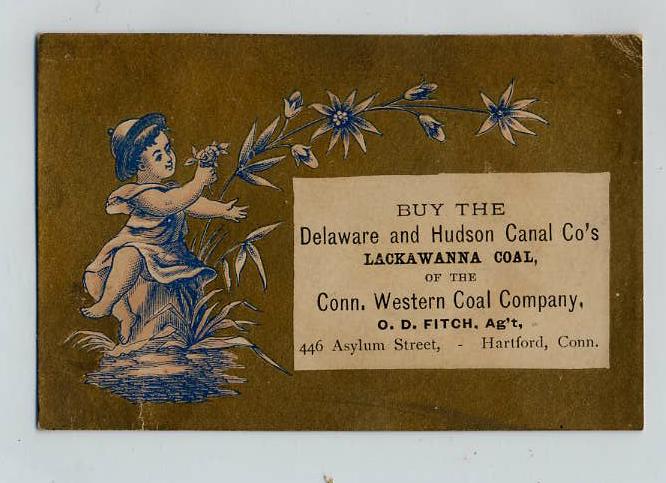 BUY THE
Delaware and Hudson Canal Co's
LACKAWANNA COAL,
OF THE
Conn. Western Coal Company,
O. D. FITCH, Ag't,
446 Asylum Street, - Hartford, Conn.